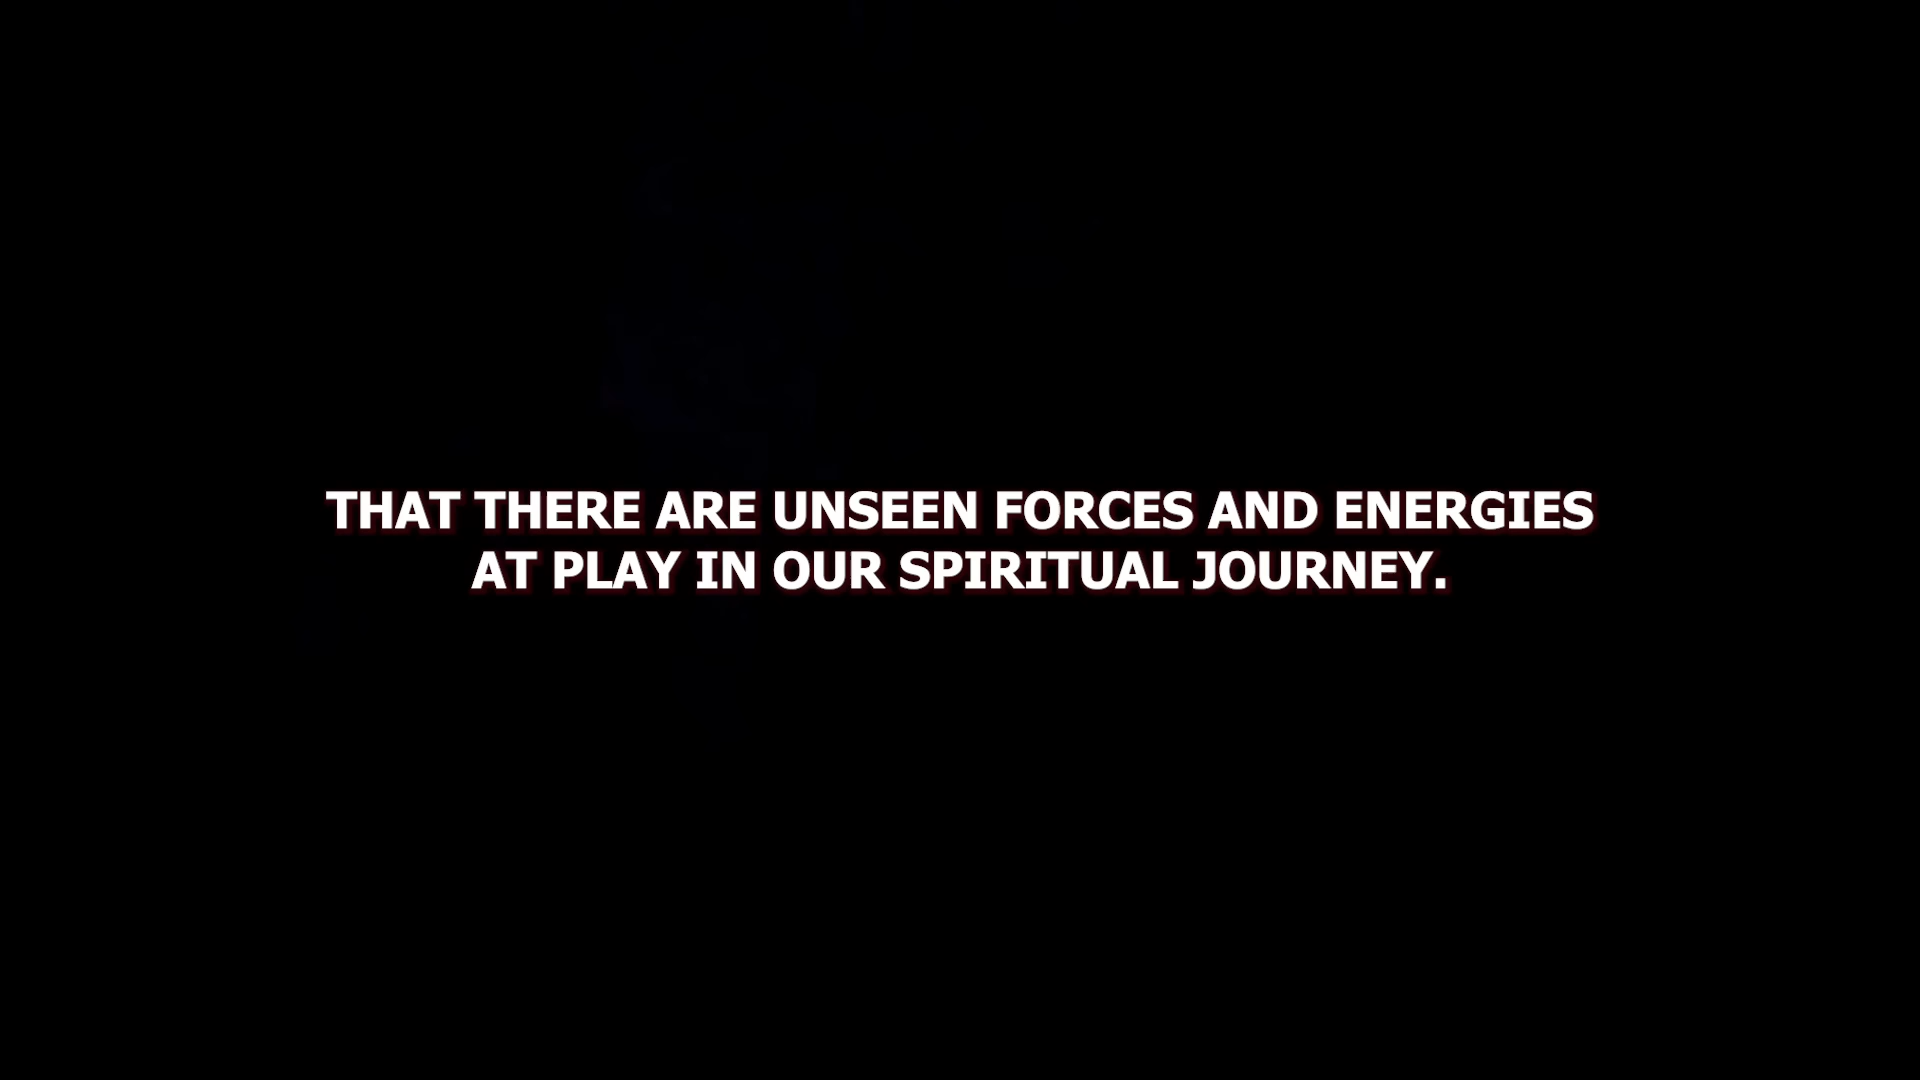 THAT THERE ARE UNSEEN FORCES AND ENERGIES
AT PLAY IN OUR SPIRITUAL JOURNEY.